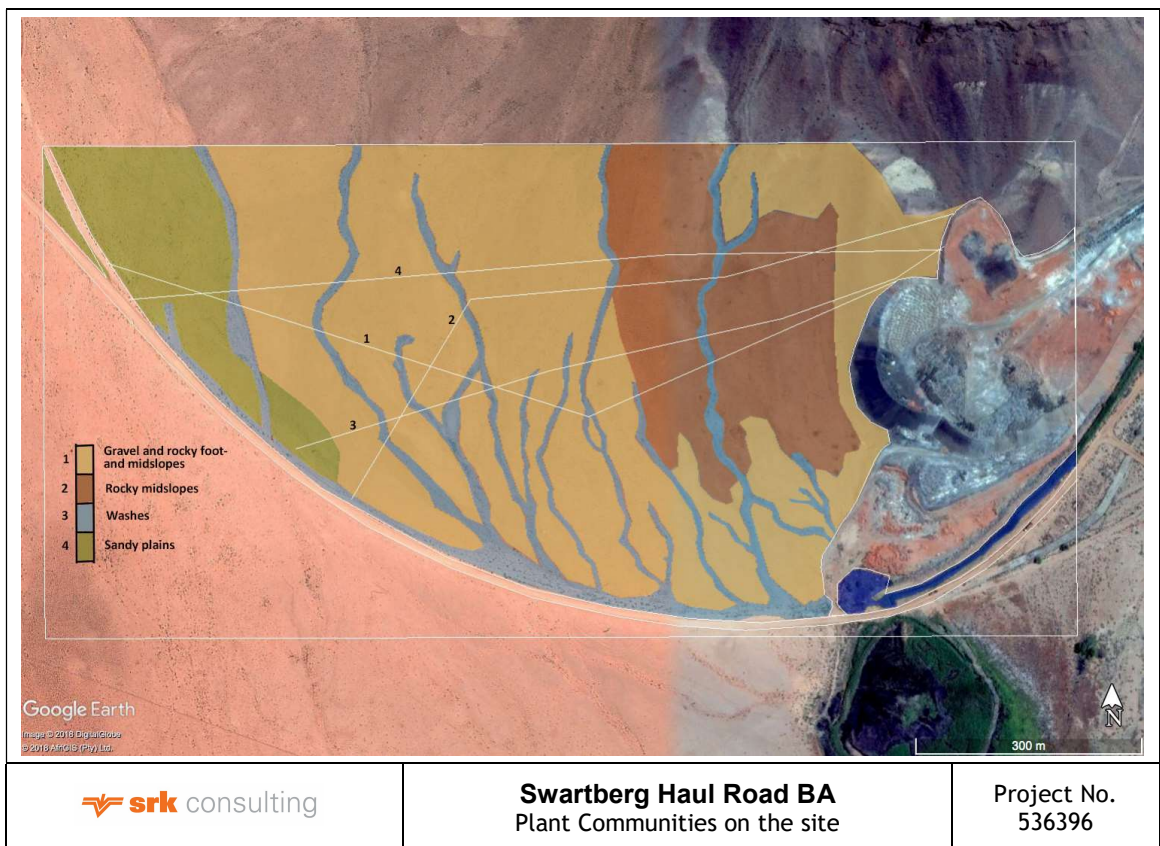 4
2
1
3
1 Gravel and rocky foot-
and midslopes
2 Rocky midslopes
3 Washes
4 Sandy plains
Google Earth
Image © 2018 DigitalGlobe
© 2018 AfriGIS (Pty) Ltd.
N
300 m
srk consulting
Swartberg Haul Road BA
Plant Communities on the site
Project No.
536396